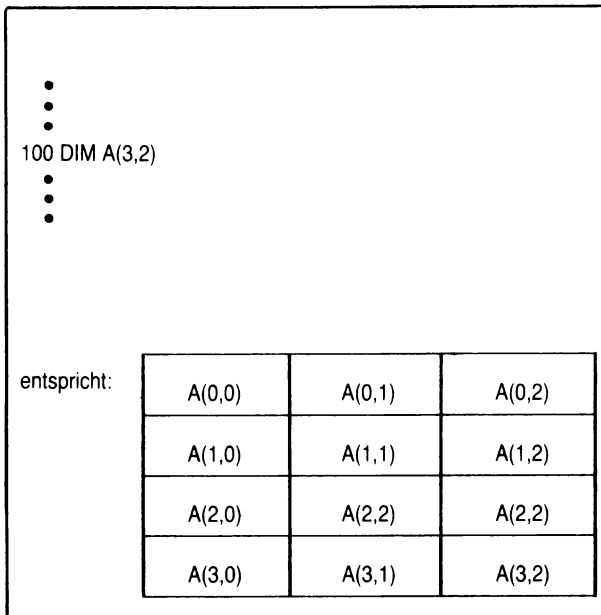 100 DIM A(3,2)
entspricht:
A(0,0) A(0,1) A(0,2)
A(1,0) A(1,1) A(1,2)
A(2,0) A(2,2) A(2,2)
A(3,0) A(3,1) A(3,2)